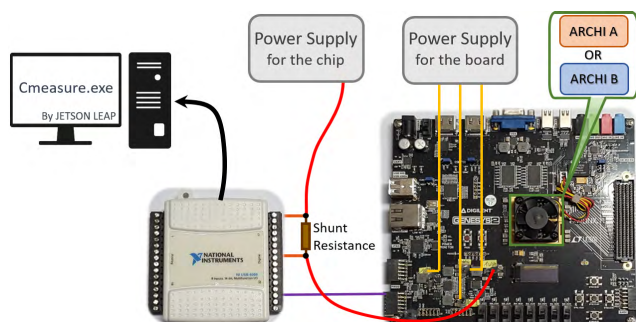 Cmeasure.exe
By JETSON LEAP
Power Supply
for the chip
Power Supply
for the board
ARCHI A
OR
ARCHI B
Shunt
Resistance
NATIONAL
INSTRUMENTS
DIGILENT
GENESYS 2